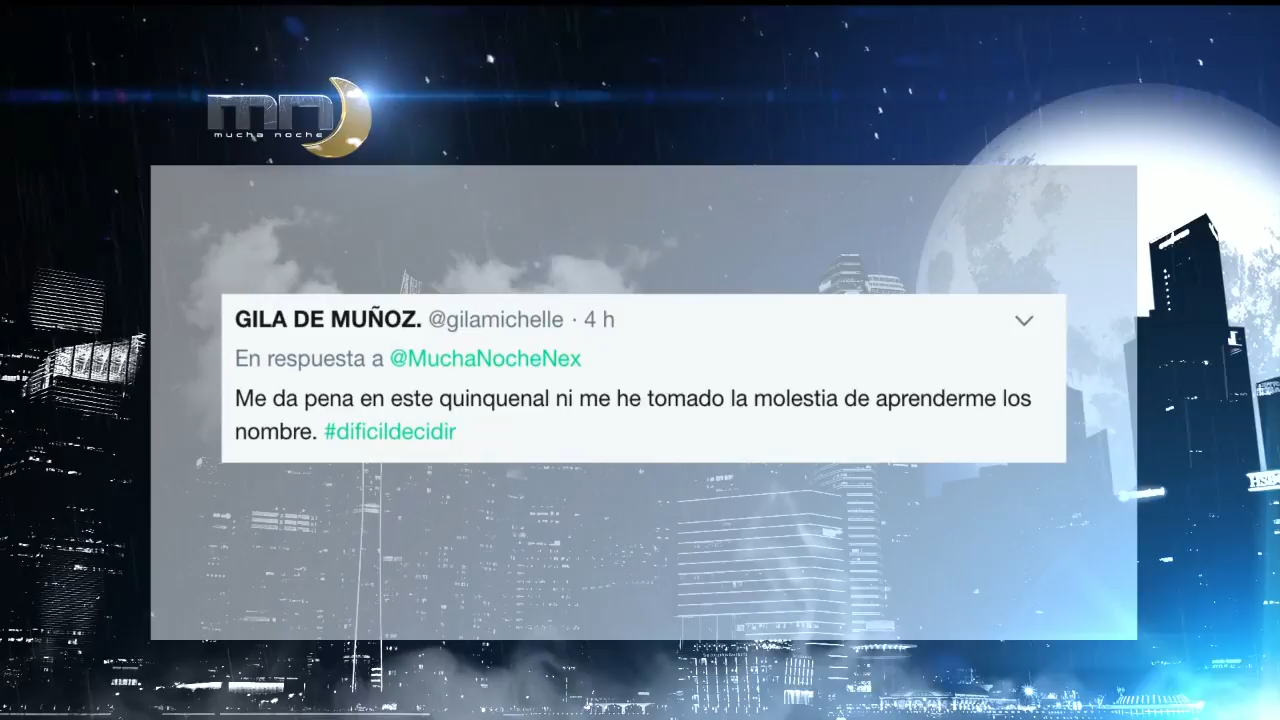 mn
mucha noche
GILA DE MUÑOZ. @gilamichelle · 4 h
En respuesta a @MuchaNocheNex
Me da pena en este quinquenal ni me he tomado la molestia de aprenderme los
nombre. #dificildecidir